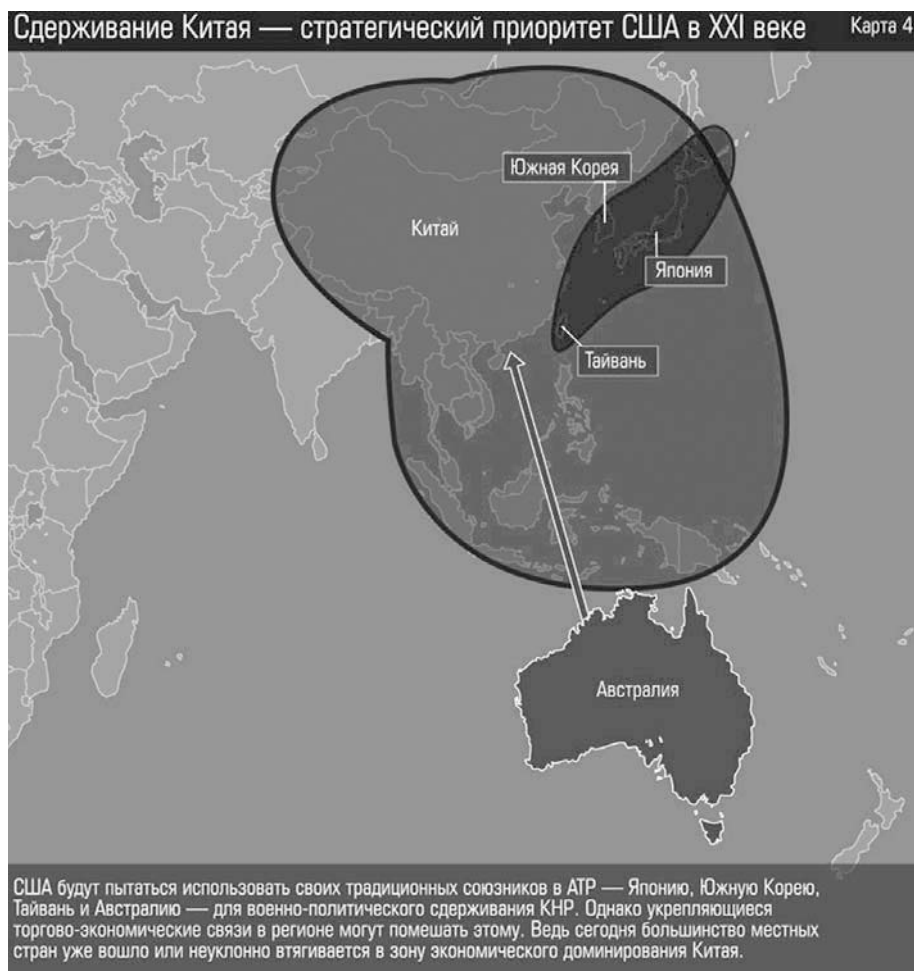 Сдерживание Китая — стратегический приоритет США в XXI веке
Карта 4
Южная Корея
Китай
Япония
Тайвань
Австралия
США будут пытаться использовать своих традиционных союзников в АТР — Японию, Южную Корею,
Тайвань и Австралию — для военно-политического сдерживания КНР. Однако укрепляющиеся
торгово-экономические связи в регионе могут помешать этому. Ведь сегодня большинство местных
стран уже вошло или неуклонно втягивается в зону экономического доминирования Китая.